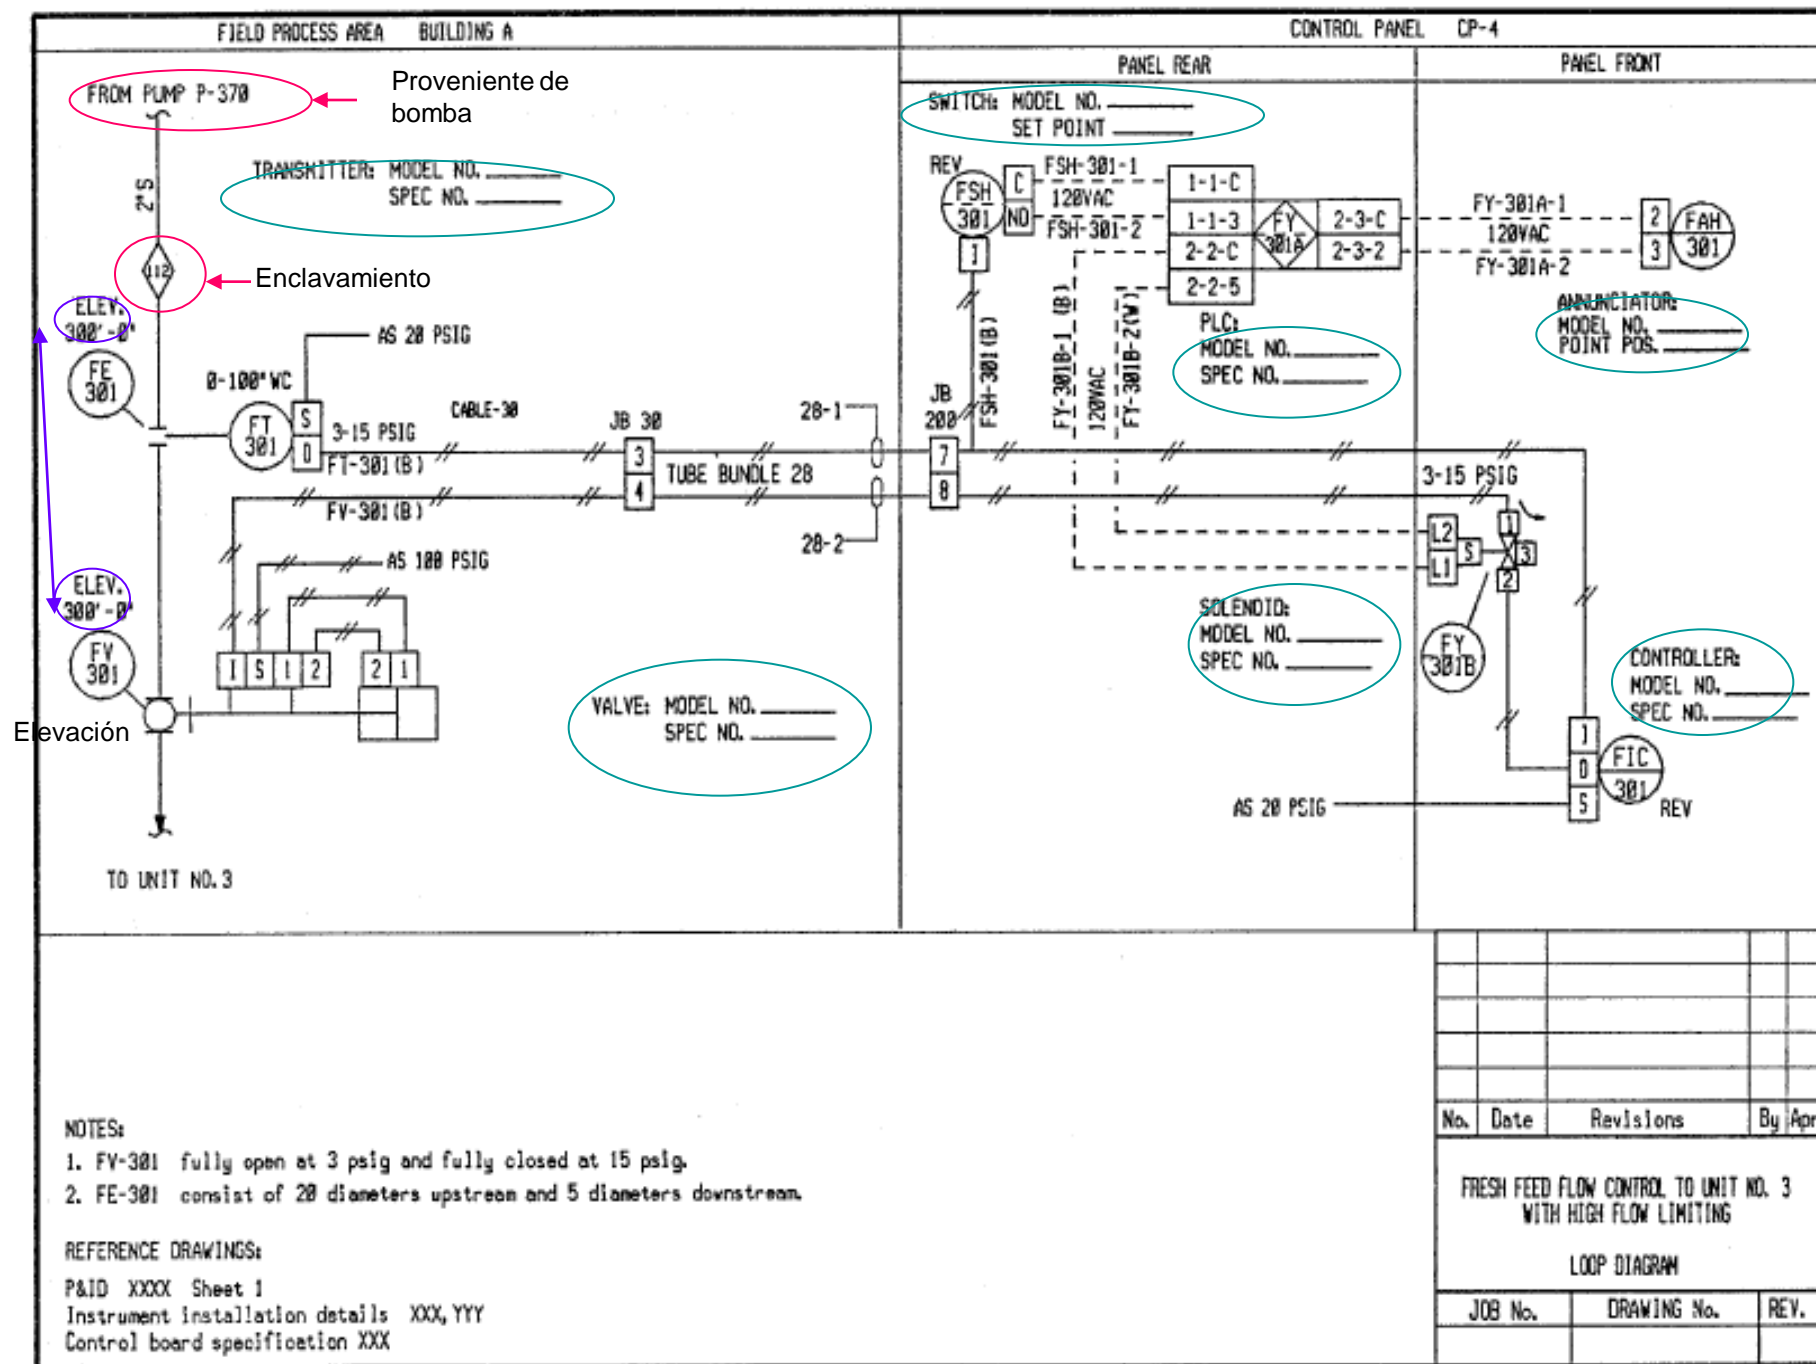 FIELD PROCESS AREA BUILDING A
CONTROL PANEL CP-4
PANEL REAR
PANEL FRONT
FROM PUMP P-370
Proveniente de
bomba
2"S
TRANSMITTER: MODEL NO.
SPEC NO.
112
Enclavamiento
ELEV.
300'-0"
FE
301
AS 20 PSIG
0-100"WC
FT
301
S
O
3-15 PSIG
FT-301(B)
CABLE-30
JB 30
3
4
TUBE BUNDLE 28
28-1
28-2
FV-301(B)
AS 100 PSIG
ELEV.
300'-0"
FV
301
I S 1 2
2 1
Elevación
VALVE: MODEL NO.
SPEC NO.
TO UNIT NO.3
SWITCH: MODEL NO.
SET POINT
REV
FSH
301
C
NO
I
FSH-301-1
120VAC
FSH-301-2
1-1-C
1-1-3
2-2-C
2-2-5
FY
301A
2-3-C
2-3-2
FY-301A-1
120VAC
FY-301A-2
2
3
FAH
301
ANNUNCIATOR:
MODEL NO.
POINT POS.
PLC:
MODEL NO.
SPEC NO.
FSH-301(B)
FY-301B-1 (B)
120VAC
FY-301B-2(W)
JB
200
7
8
3-15 PSIG
L2
L1
S
1
3
2
SOLENOID:
MODEL NO.
SPEC NO.
FY
301B
CONTROLLER:
MODEL NO.
SPEC NO.
I
O
S
FIC
301
REV
AS 20 PSIG
NOTES:
1. FV-301 fully open at 3 psig and fully closed at 15 psig.
2. FE-301 consist of 20 diameters upstream and 5 diameters downstream.
REFERENCE DRAWINGS:
P&ID XXXX Sheet 1
Instrument installation details XXX, YYY
Control board specification XXX
No. Date Revisions By Apr
FRESH FEED FLOW CONTROL TO UNIT NO. 3
WITH HIGH FLOW LIMITING
LOOP DIAGRAM
JOB No. DRAWING No. REV.